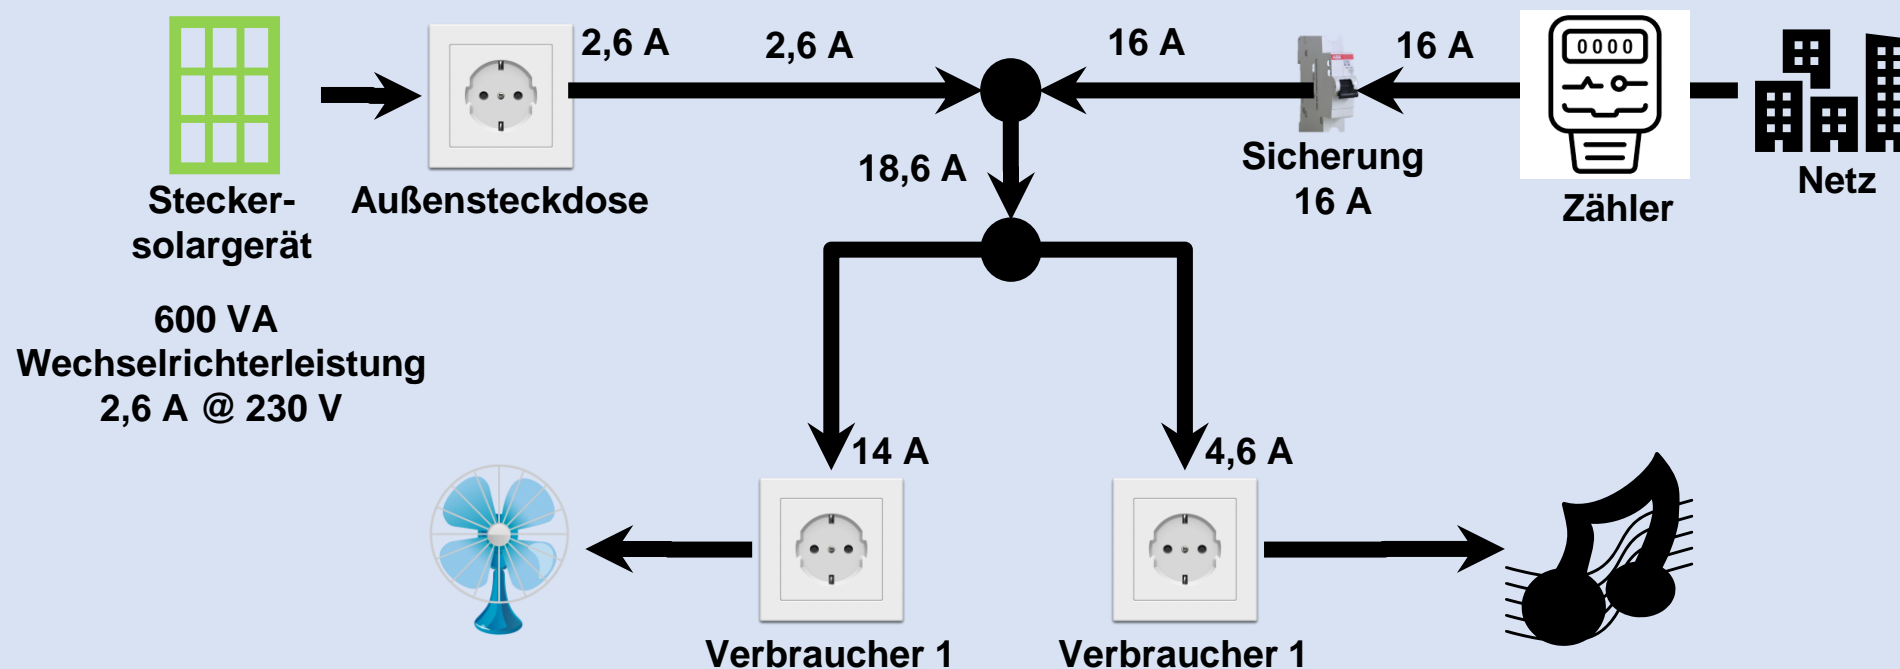 2,6 A
2,6 A
16 A
16 A
0000
Stecker-
solargerät
Außensteckdose
18,6 A
Sicherung
16 A
Zähler
Netz
600 VA
Wechselrichterleistung
2,6 A @ 230 V
14 A
4,6 A
Verbraucher 1
Verbraucher 1